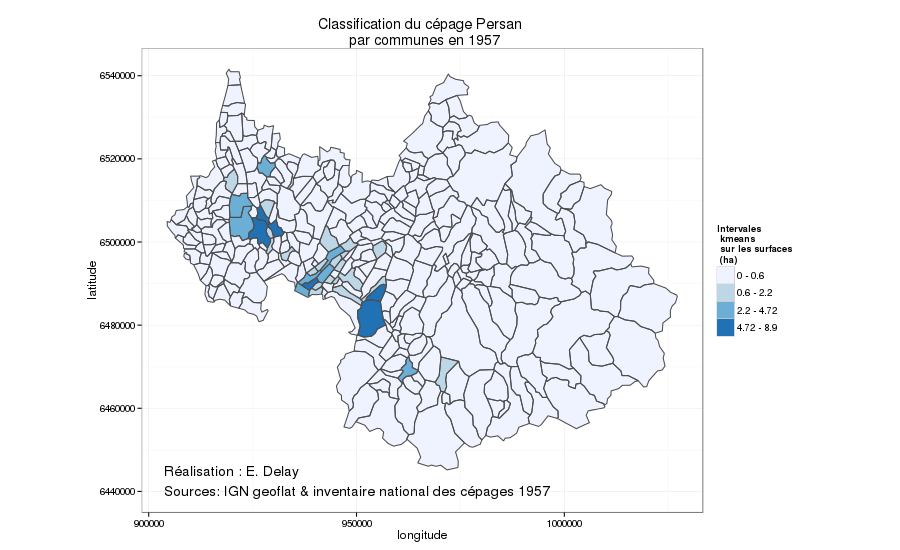 Classification du cépage Persan
par communes en 1957
6540000
6520000
6500000
6480000
6460000
6440000
latitude
900000
950000
1000000
longitude
Réalisation : E. Delay
Sources: IGN geoflat & inventaire national des cépages 1957
Intervales
kmeans
sur les surfaces
(ha)
0 - 0.6
0.6 - 2.2
2.2 - 4.72
4.72 - 8.9